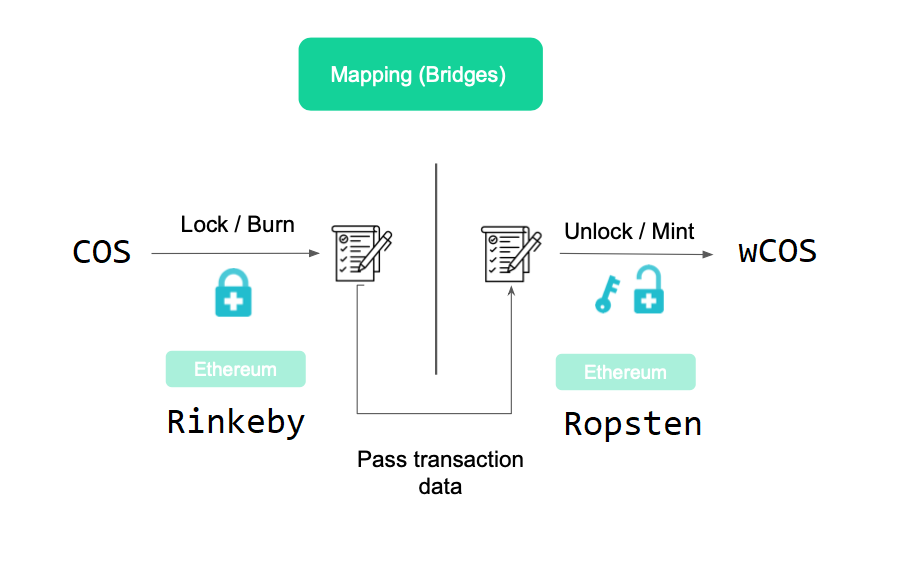 Mapping (Bridges)
COS
Lock / Burn
Unlock / Mint
wCOS
Ethereum
Rinkeby
Ethereum
Ropsten
Pass transaction
data